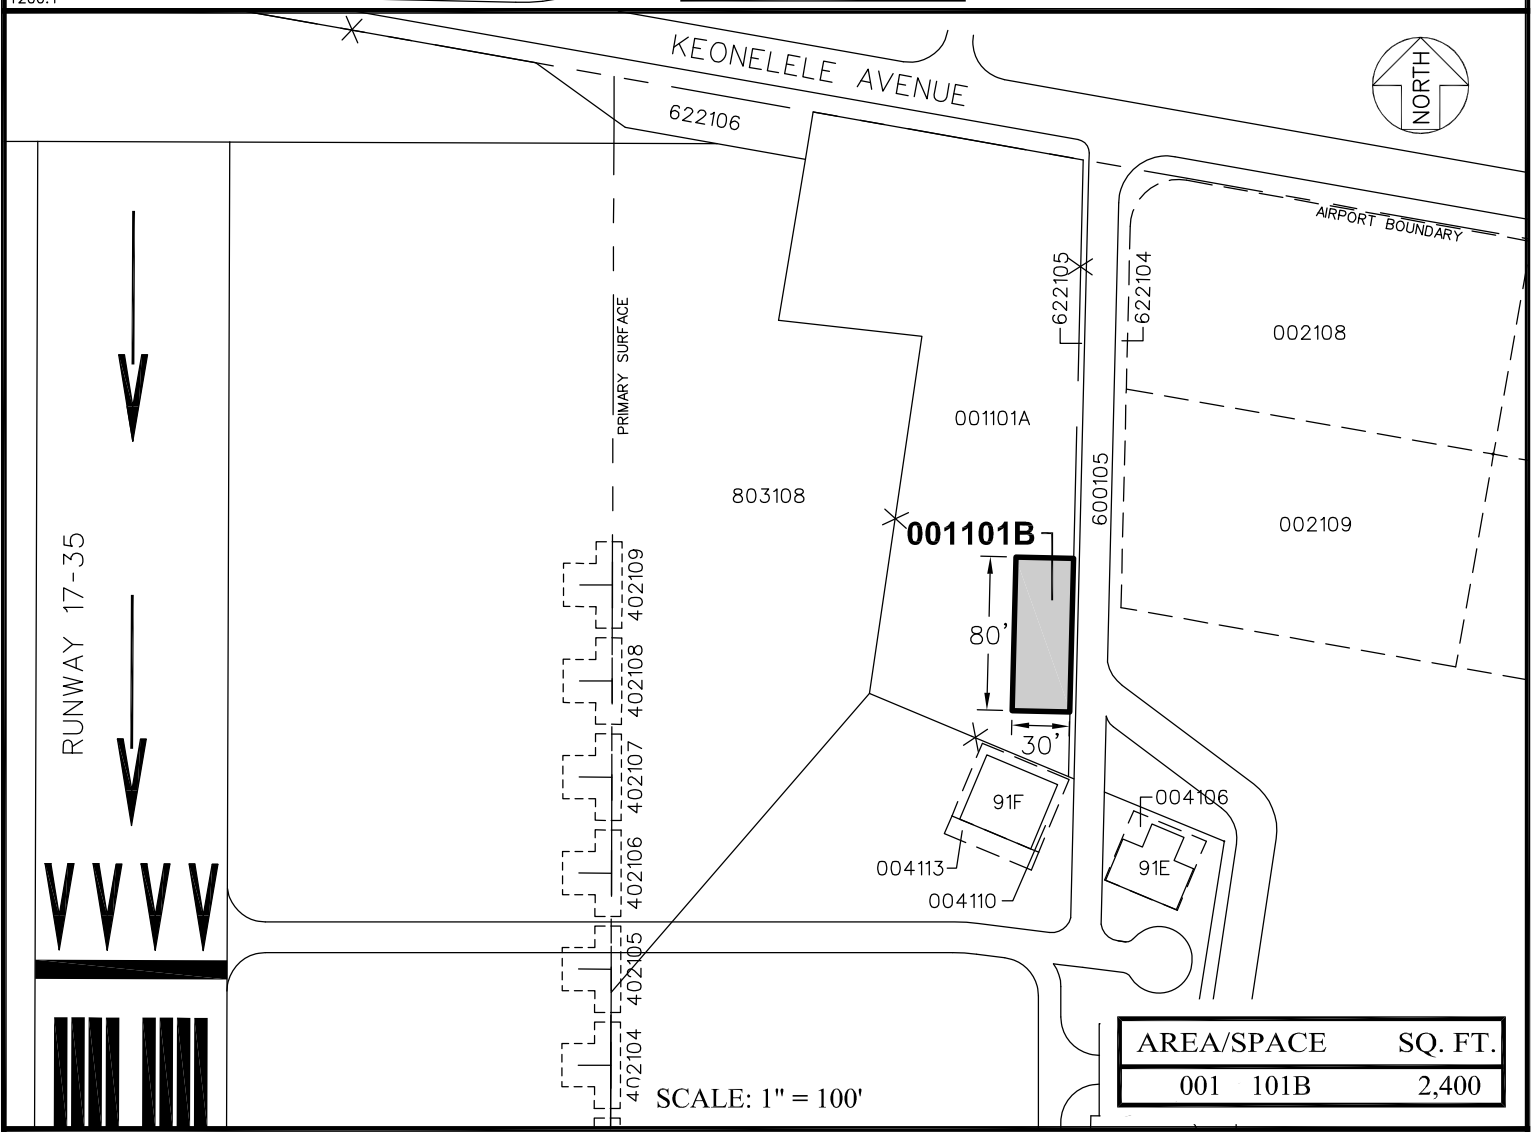 KEONELELE AVENUE
NORTH
622106
AIRPORT BOUNDARY
622105
622104
002108
PRIMARY SURFACE
001101A
803108
600105
002109
001101B
RUNWAY 17-35
402109
80'
402108
30'
402107
91F
004106
402106
004113
91E
004110
402105
402104
AREA/SPACE SQ. FT.
001 101B 2,400
SCALE: 1" = 100'